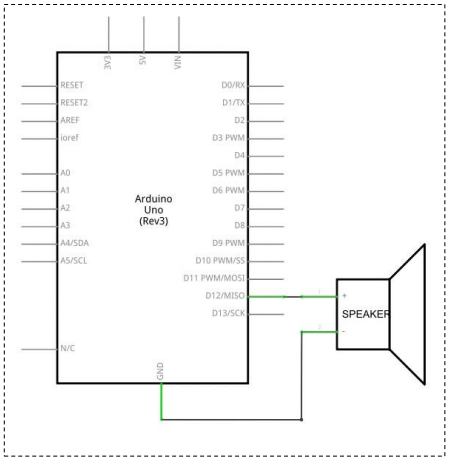 3V3
5V
VIN
RESET
RESET2
AREF
ioref
A0
A1
A2
A3
A4/SDA
A5/SCL
N/C
Arduino
Uno
(Rev3)
D0/RX
D1/TX
D2
D3 PWM
D4
D5 PWM
D6 PWM
D7
D8
D9 PWM
D10 PWM/SS
D11 PWM/MOSI
D12/MISO
D13/SCK
GND
+
SPEAKER
-